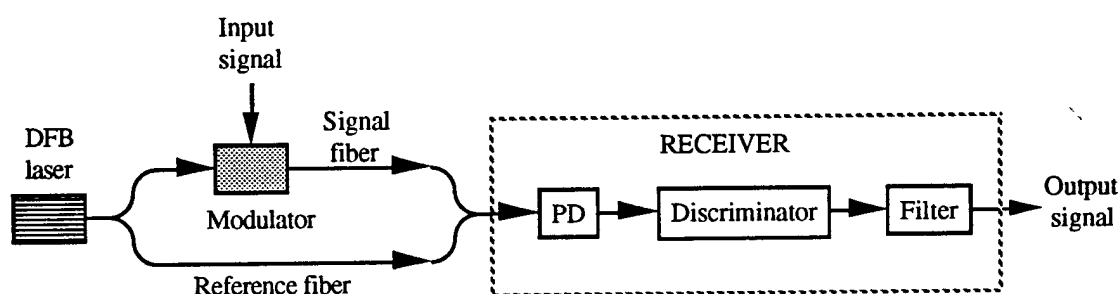 Input
signal
DFB
laser
Signal
fiber
Modulator
Reference fiber
RECEIVER
PD
Discriminator
Filter
Output
signal